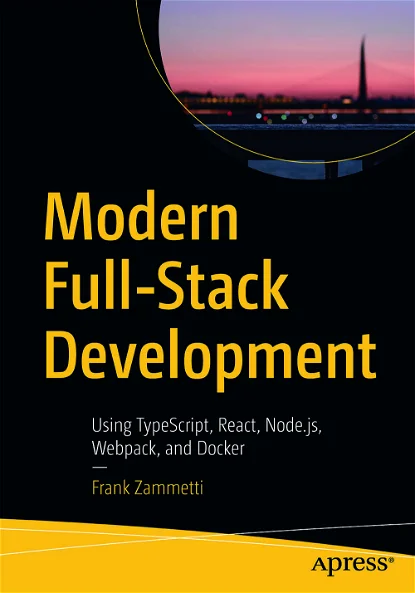 Modern
Full-Stack
Development
Using TypeScript, React, Node.js,
Webpack, and Docker
—
Frank Zammetti
Apress®